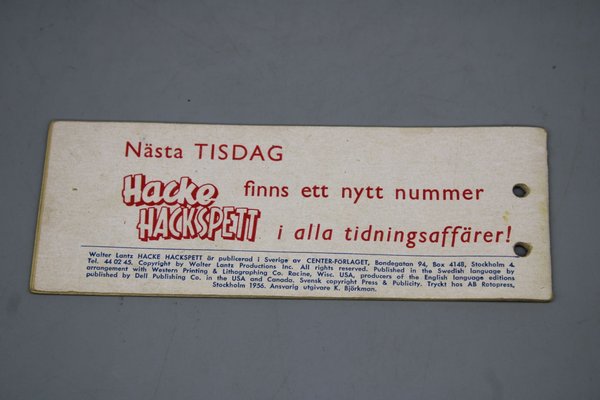 Nästa TISDAG
Hacke
HACKSPETT
finns ett nytt nummer
i alla tidningsaffärer!
Walter Lantz HACKE HACKSPETT är publicerad i Sverige av CENTER-FÖRLAGET, Bondegatan 94, Box 4148, Stockholm 4.
Tel. 44 02 45. Copyright by Walter Lantz Productions Inc. All rights reserved. Published in the Swedish language by
arrangement with Western Printing & Lithographing Co. Racine, Wisc. USA, producers of the English language editions
published by Dell Publishing Co. in the USA and Canada. Svensk copyright Press & Publicity. Tryckt hos AB Rotopress,
Stockholm 1956. Ansvarig utgivare K. Björkman.